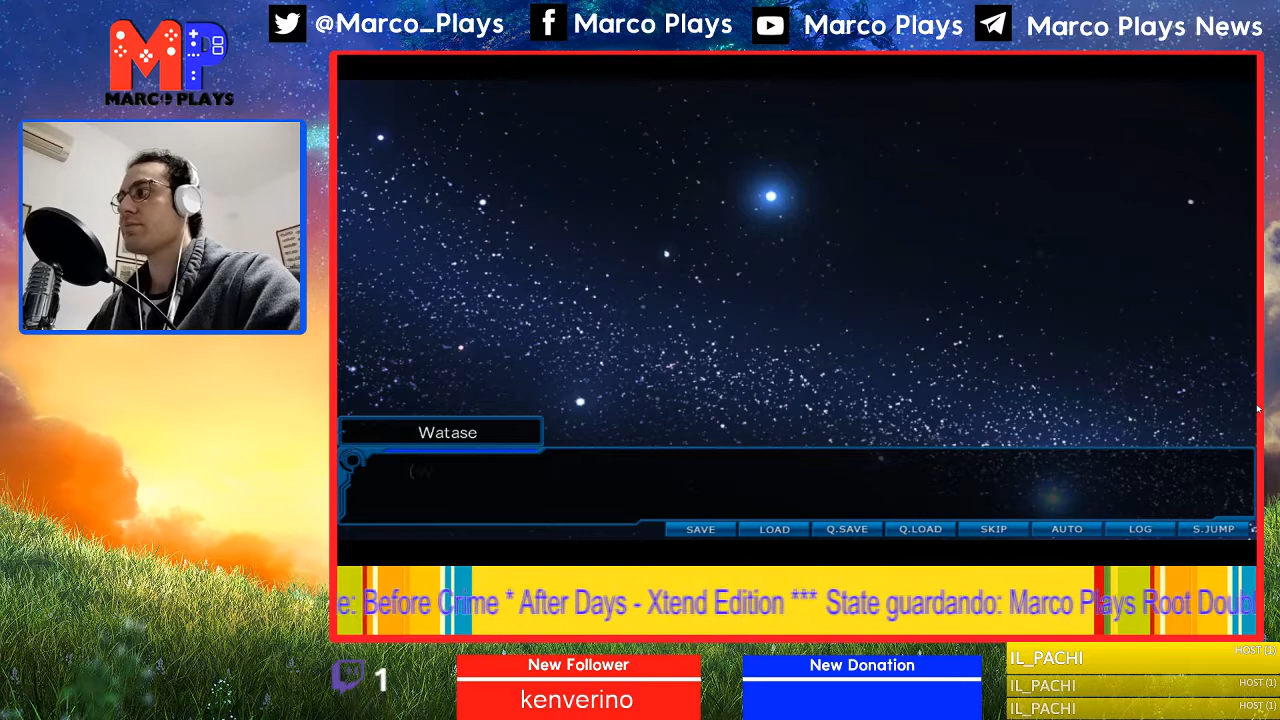 @Marco_Plays
Marco Plays
Marco Plays
Marco Plays News
MP
MARCO PLAYS
Watase
(w
SAVE
LOAD
Q.SAVE
Q.LOAD
SKIP
AUTO
LOG
S.JUMP
e: Before Crime * After Days - Xtend Edition *** State guardando: Marco Plays Root Doub
1
New Follower
kenverino
New Donation
IL_PACHI
HOST (1)
IL_PACHI
HOST (1)
IL_PACHI
HOST (1)